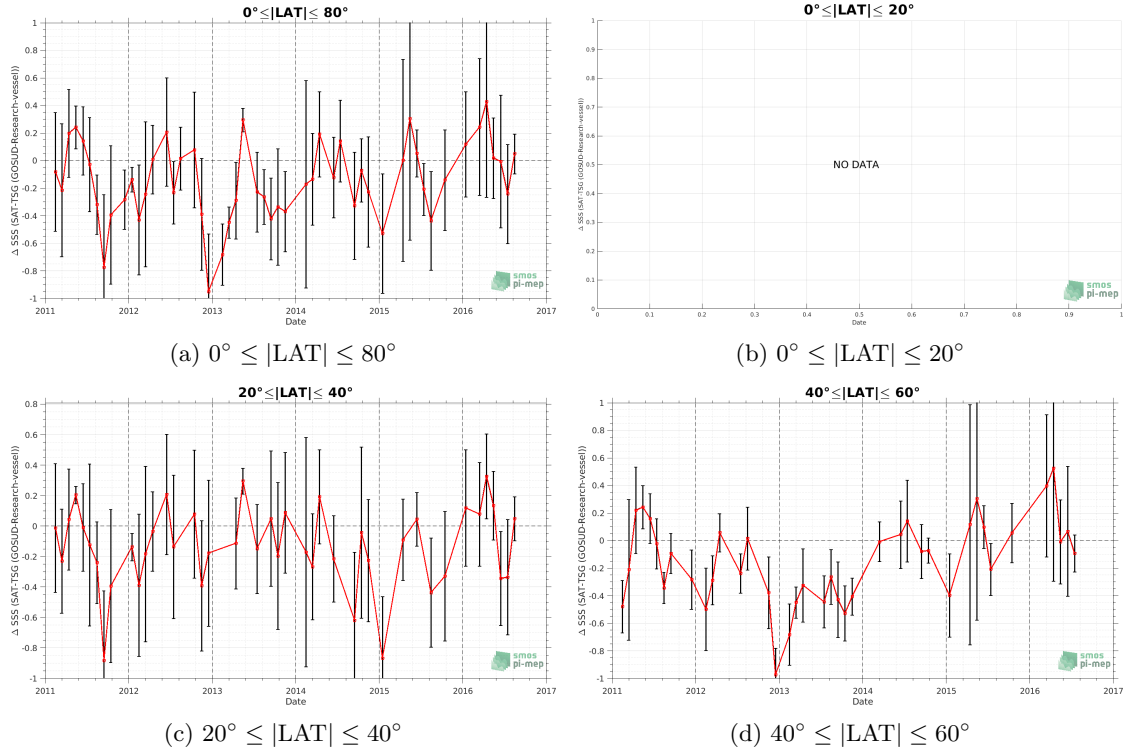 0°≤|LAT|≤ 80°
1
0.8
0.6
0.4
0.2
0
-0.2
-0.4
-0.6
-0.8
-1
Δ SSS (SAT-TSG (GOSUD-Research-vessel))
2011 2012 2013 2014 2015 2016 2017
Date
smos
pi-mep
(a) 0° ≤ |LAT| ≤ 80°
0°≤|LAT|≤ 20°
1
0.9
0.8
0.7
0.6
0.5
0.4
0.3
0.2
0.1
0
Δ SSS (SAT-TSG (GOSUD-Research-vessel))
NO DATA
0 0.1 0.2 0.3 0.4 0.5 0.6 0.7 0.8 0.9 1
Date
smos
pi-mep
(b) 0° ≤ |LAT| ≤ 20°
20°≤|LAT|≤ 40°
0.8
0.6
0.4
0.2
0
-0.2
-0.4
-0.6
-0.8
-1
Δ SSS (SAT-TSG (GOSUD-Research-vessel))
2011 2012 2013 2014 2015 2016 2017
Date
smos
pi-mep
(c) 20° ≤ |LAT| ≤ 40°
40°≤|LAT|≤ 60°
1
0.8
0.6
0.4
0.2
0
-0.2
-0.4
-0.6
-0.8
-1
Δ SSS (SAT-TSG (GOSUD-Research-vessel))
2011 2012 2013 2014 2015 2016 2017
Date
smos
pi-mep
(d) 40° ≤ |LAT| ≤ 60°